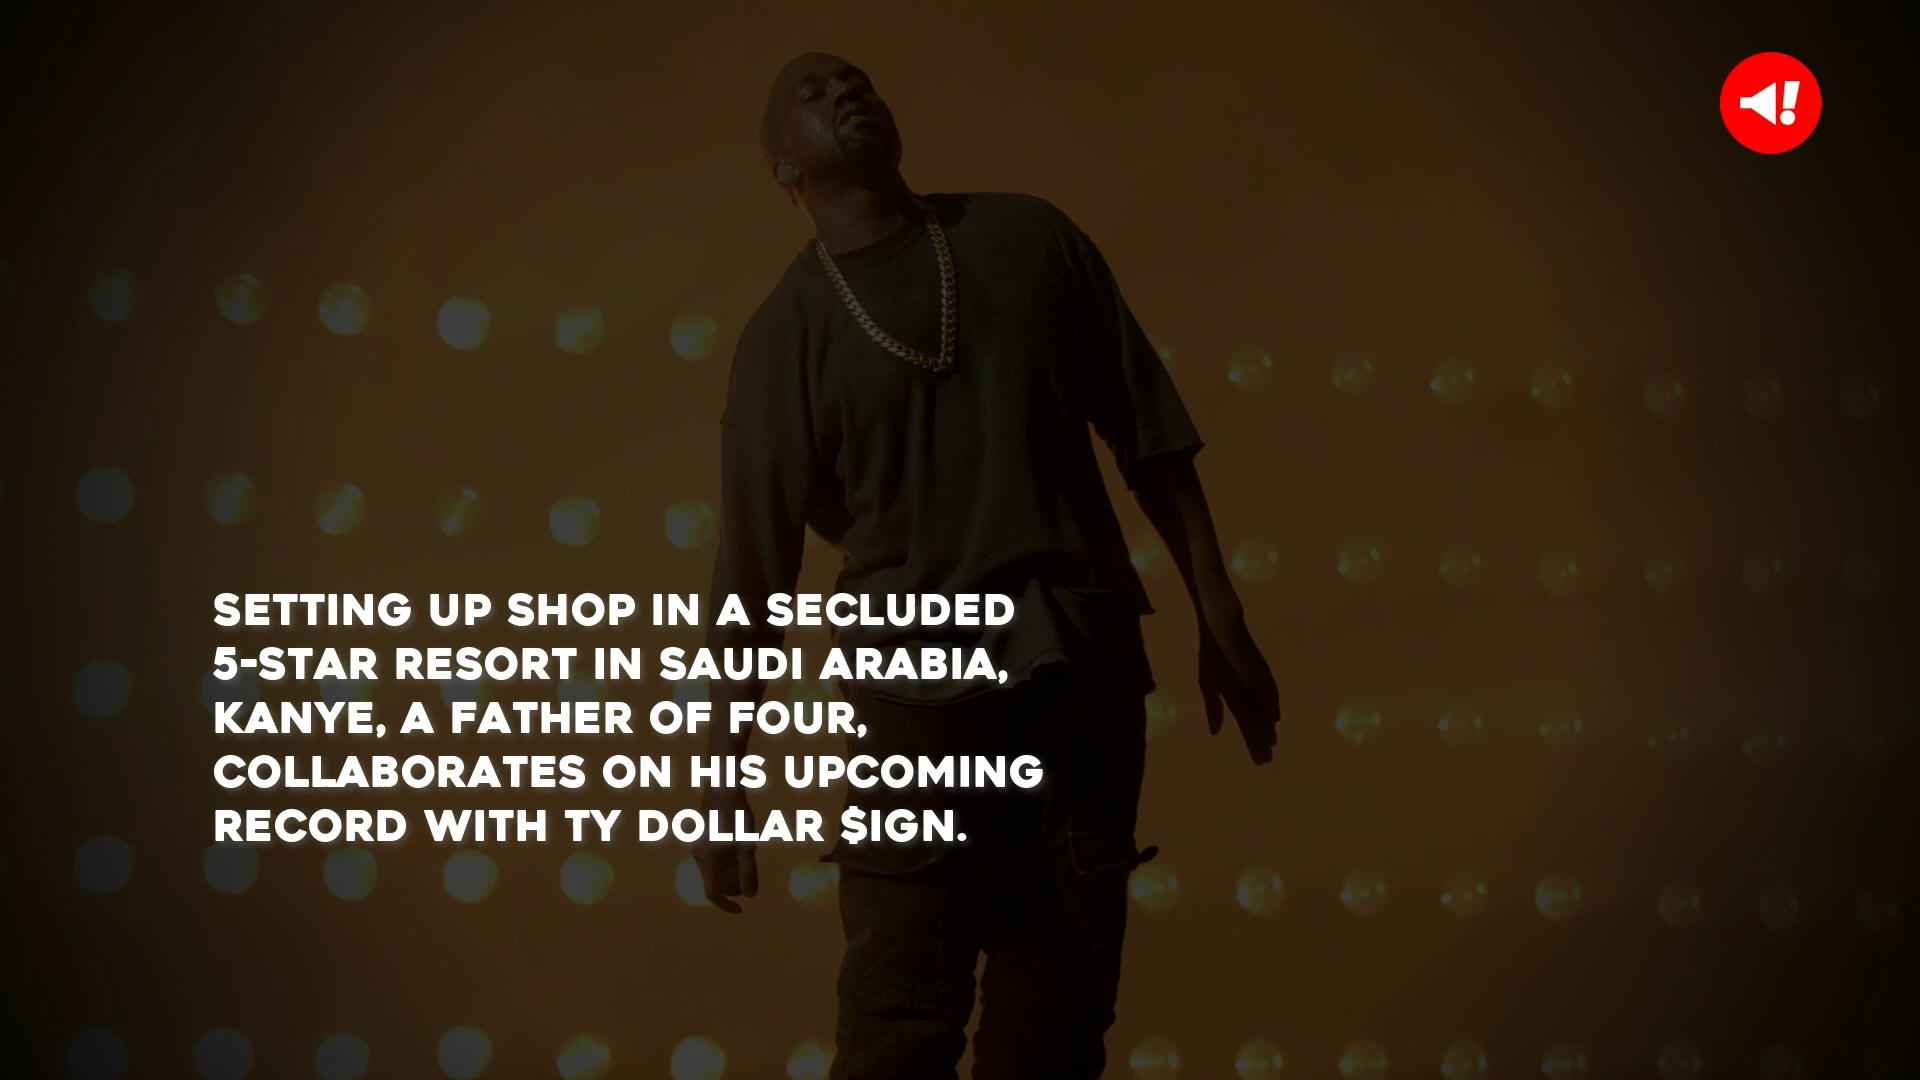 SETTING UP SHOP IN A SECLUDED
5-STAR RESORT IN SAUDI ARABIA,
KANYE, A FATHER OF FOUR,
COLLABORATES ON HIS UPCOMING
RECORD WITH TY DOLLAR $IGN.